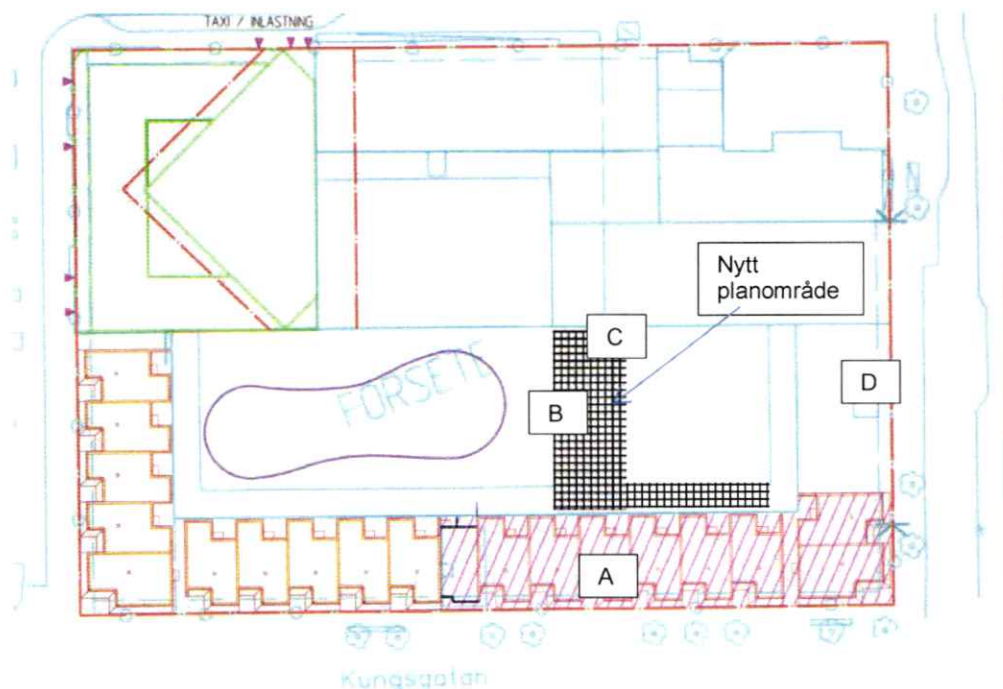 TAXI / INLASTNING
Nytt
planområde
C
D
B
FORSETE
A
Kungsgatan